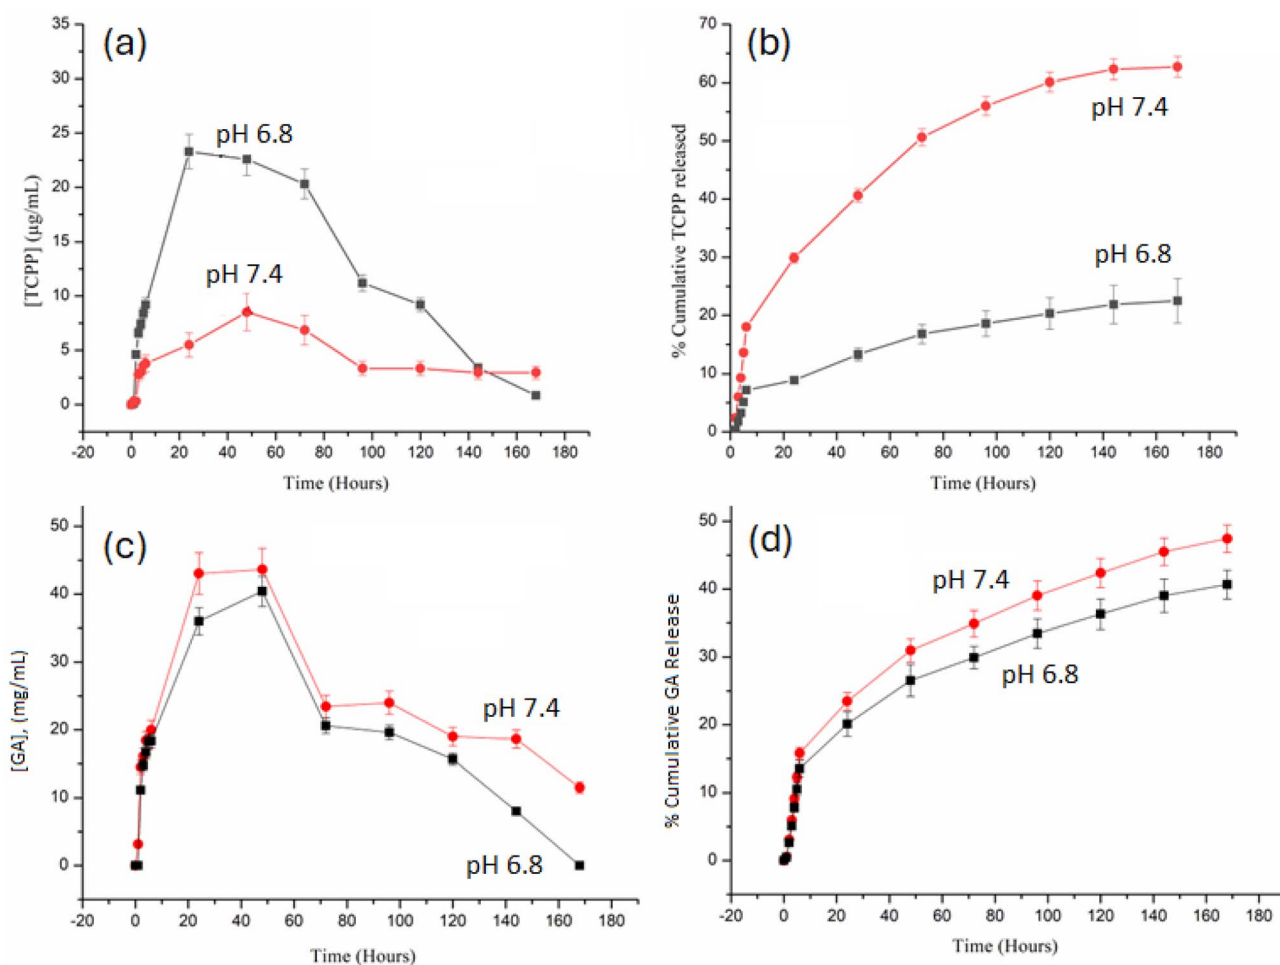 (a)
[TCPP] (μg/mL)
35
30
25
20
15
10
5
0
pH 6.8
pH 7.4
-20 0 20 40 60 80 100 120 140 160 180
Time (Hours)
(b)
% Cumulative TCPP released
70
60
50
40
30
20
10
0
pH 7.4
pH 6.8
0 20 40 60 80 100 120 140 160 180
Time (Hours)
(c)
[GA], (mg/mL)
50
40
30
20
10
0
pH 7.4
pH 6.8
-20 0 20 40 60 80 100 120 140 160 180
Time (Hours)
(d)
% Cumulative GA Release
50
40
30
20
10
0
pH 7.4
pH 6.8
-20 0 20 40 60 80 100 120 140 160 180
Time (Hours)